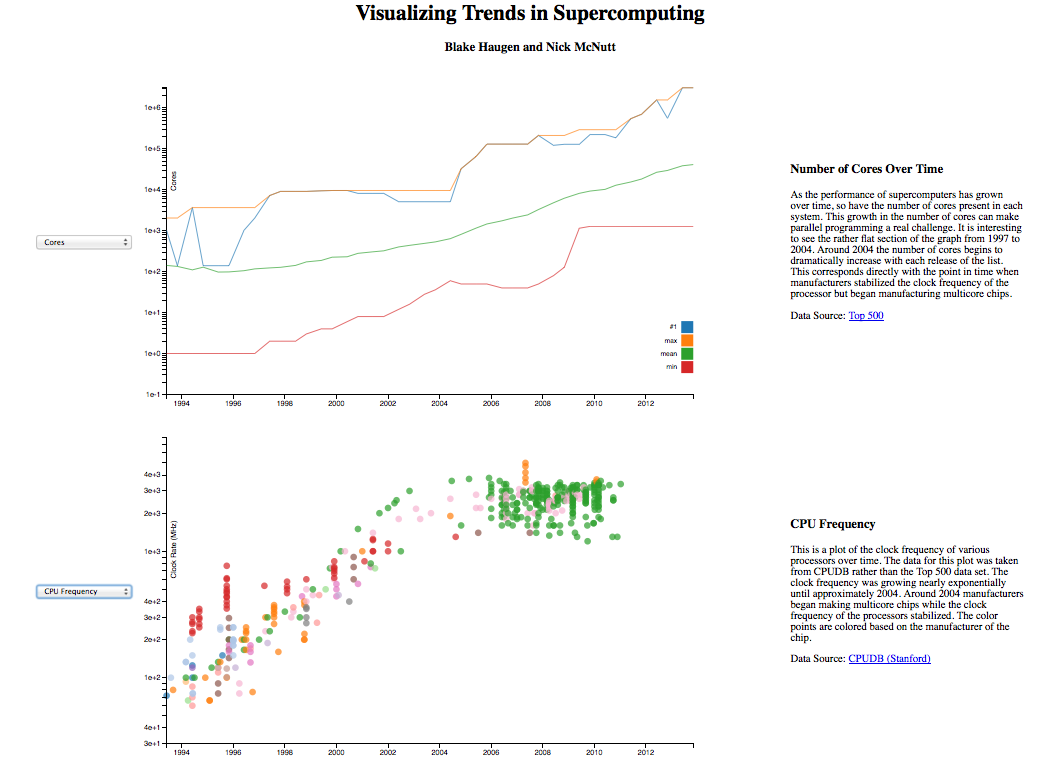 Visualizing Trends in Supercomputing
Blake Haugen and Nick McNutt
Cores
1e+6
1e+5
1e+4
1e+3
1e+2
1e+1
1e+0
1e-1
Cores
1994 1996 1998 2000 2002 2004 2006 2008 2010 2012
#1
max
mean
min
Number of Cores Over Time
As the performance of supercomputers has grown
over time, so have the number of cores present in each
system. This growth in the number of cores can make
parallel programming a real challenge. It is interesting
to see the rather flat section of the graph from 1997 to
2004. Around 2004 the number of cores begins to
dramatically increase with each release of the list.
This corresponds directly with the point in time when
manufacturers stabilized the clock frequency of the
processor but began manufacturing multicore chips.
Data Source: Top 500
CPU Frequency
4e+3
3e+3
2e+3
1e+3
4e+2
3e+2
2e+2
1e+2
4e+1
3e+1
Clock Rate (MHz)
1994 1996 1998 2000 2002 2004 2006 2008 2010 2012
CPU Frequency
This is a plot of the clock frequency of various
processors over time. The data for this plot was taken
from CPUDB rather than the Top 500 data set. The
clock frequency was growing nearly exponentially
until approximately 2004. Around 2004 manufacturers
began making multicore chips while the clock
frequency of the processors stabilized. The color
points are colored based on the manufacturer of the
chip.
Data Source: CPUDB (Stanford)